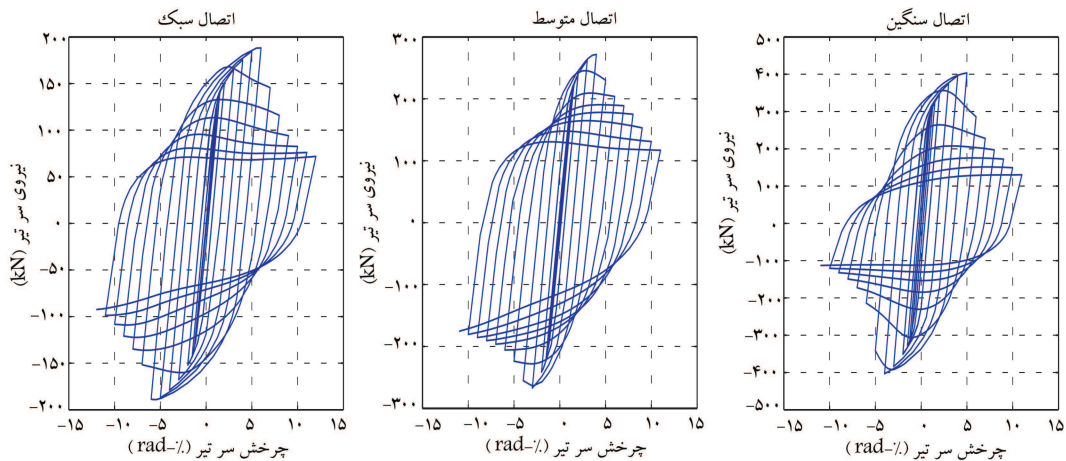 اتصال سبک
نیروی سر تیر (kN)
۲۰۰
۱۵۰
۱۰۰
۵۰
۰
−۵۰
−۱۰۰
−۱۵۰
−۲۰۰
−۱۵ −۱۰ −۵ ۰ ۵ ۱۰ ۱۵
چرخش سر تیر (٪-rad)
اتصال متوسط
نیروی سر تیر (kN)
۳۰۰
۲۰۰
۱۰۰
۰
−۱۰۰
−۲۰۰
−۳۰۰
−۱۵ −۱۰ −۵ ۰ ۵ ۱۰ ۱۵
چرخش سر تیر (٪-rad)
اتصال سنگین
نیروی سر تیر (kN)
۵۰۰
۴۰۰
۳۰۰
۲۰۰
۱۰۰
۰
−۱۰۰
−۲۰۰
−۳۰۰
−۴۰۰
−۵۰۰
−۱۵ −۱۰ −۵ ۰ ۵ ۱۰ ۱۵
چرخش سر تیر (٪-rad)